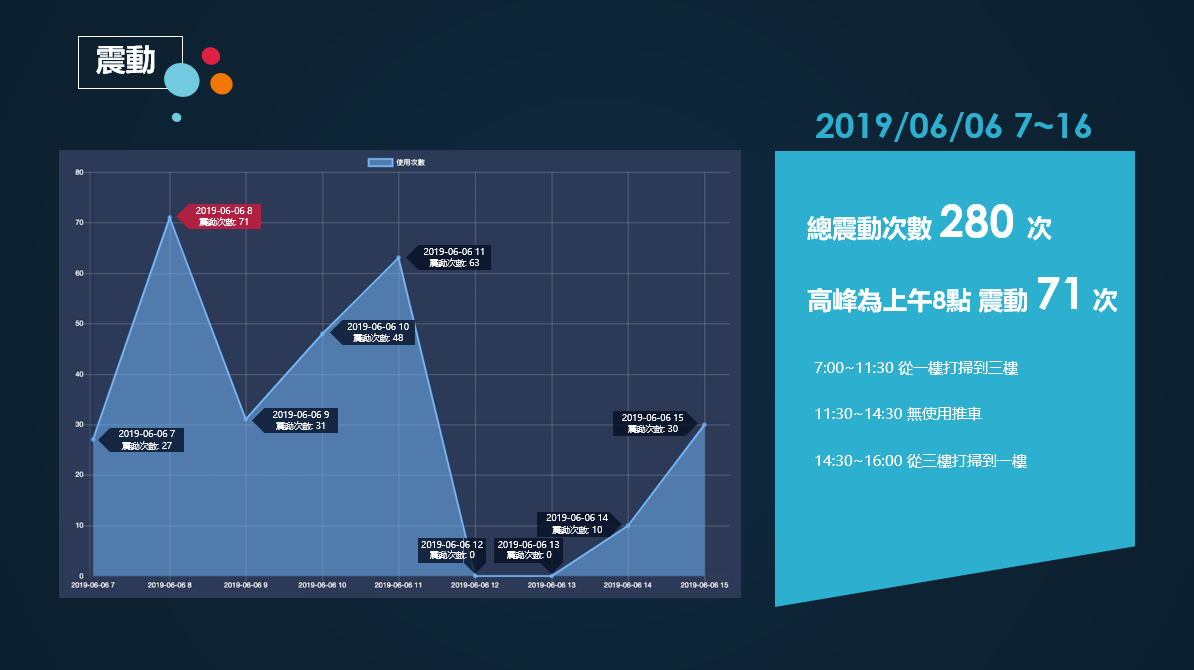 震動
2019/06/06 7~16
使用次數
80
70
60
50
40
30
20
10
0
2019-06-06 8
震動次數: 71
2019-06-06 11
震動次數: 63
2019-06-06 10
震動次數: 48
2019-06-06 9
震動次數: 31
2019-06-06 7
震動次數: 27
2019-06-06 15
震動次數: 30
2019-06-06 14
震動次數: 10
2019-06-06 12
震動次數: 0
2019-06-06 13
震動次數: 0
2019-06-06 7
2019-06-06 8
2019-06-06 9
2019-06-06 10
2019-06-06 11
2019-06-06 12
2019-06-06 13
2019-06-06 14
2019-06-06 15
總震動次數 280 次
高峰為上午8點 震動 71 次
7:00~11:30 從一樓打掃到三樓
11:30~14:30 無使用推車
14:30~16:00 從三樓打掃到一樓